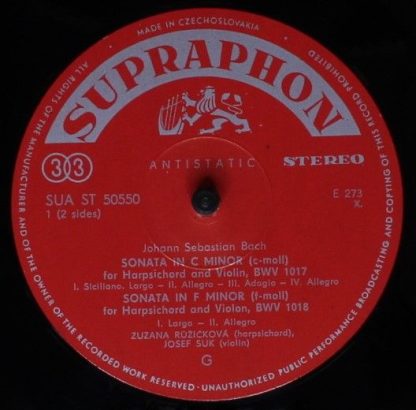 MADE IN CZECHOSLOVAKIA
ALL RIGHTS OF THE MANUFACTURER AND OF THE OWNER OF THE RECORDED WORK RESERVED · UNAUTHORIZED PUBLIC PERFORMANCE BROADCASTING AND COPYING OF THIS RECORD PROHIBITED
SUPRAPHON
33 ANTISTATIC STEREO
SUA ST 50550 E 273
1 (2 sides) X.
Johann Sebastian Bach
SONATA IN C MINOR (c-moll)
for Harpsichord and Violin, BWV 1017
I. Siciliano. Largo – II. Allegro – III. Adagio – IV. Allegro
SONATA IN F MINOR (f-moll)
for Harpsichord and Violon, BWV 1018
I. Largo – II. Allegro
ZUZANA RŮŽIČKOVÁ (harpsichord),
JOSEF SUK (violin)
G